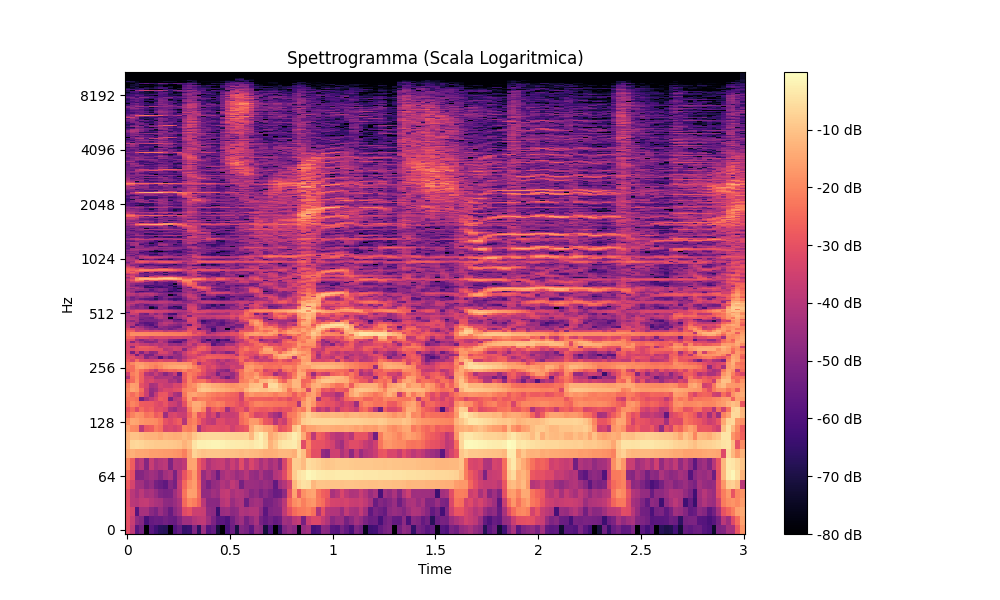 Spettrogramma (Scala Logaritmica)
Hz
8192
4096
2048
1024
512
256
128
64
0
0
0.5
1
1.5
2
2.5
3
Time
-10 dB
-20 dB
-30 dB
-40 dB
-50 dB
-60 dB
-70 dB
-80 dB